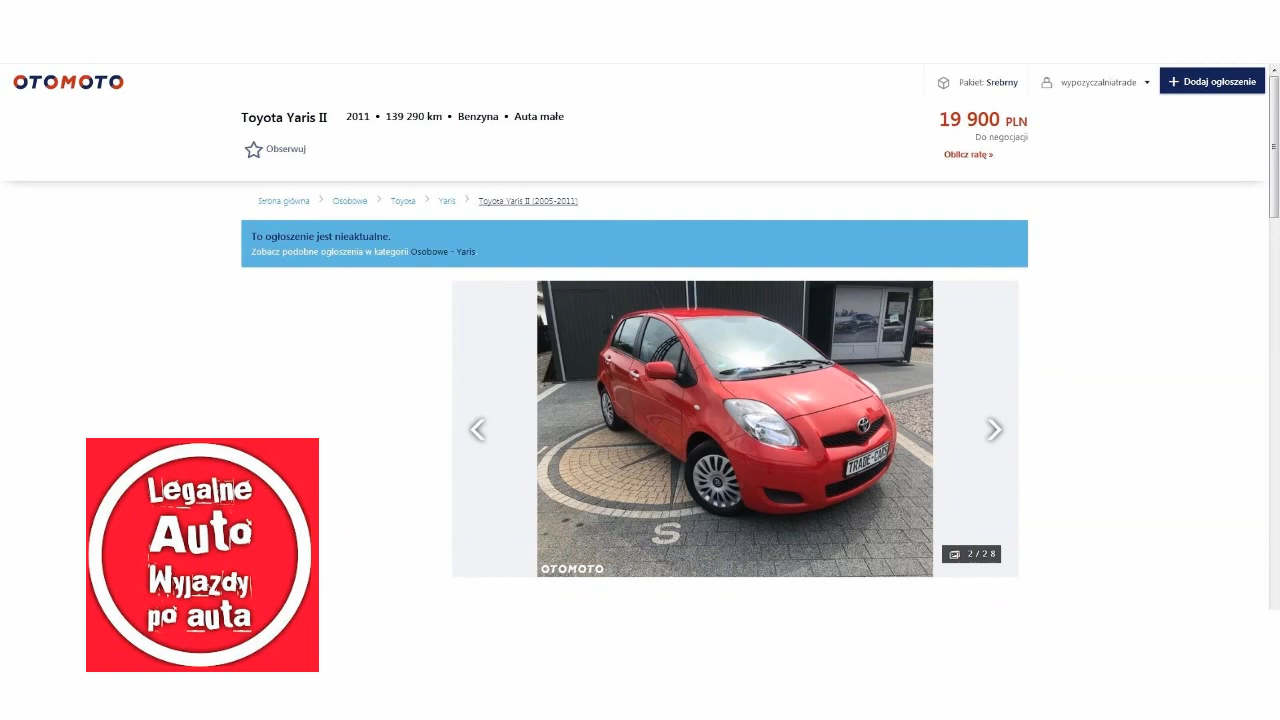 OTOMOTO
Pakiet: Srebrny
wypozyczalniatrade
+ Dodaj ogłoszenie
Toyota Yaris II
2011 • 139 290 km • Benzyna • Auta małe
19 900 PLN
Do negocjacji
Obserwuj
Oblicz ratę »
Strona główna > Osobowe > Toyota > Yaris > Toyota Yaris II (2005-2011)
To ogłoszenie jest nieaktualne.
Zobacz podobne ogłoszenia w kategorii Osobowe - Yaris.
TRADE-CARS
S
2 / 28
OTOMOTO
Legalne
Auto
Wyjazdy
po auta